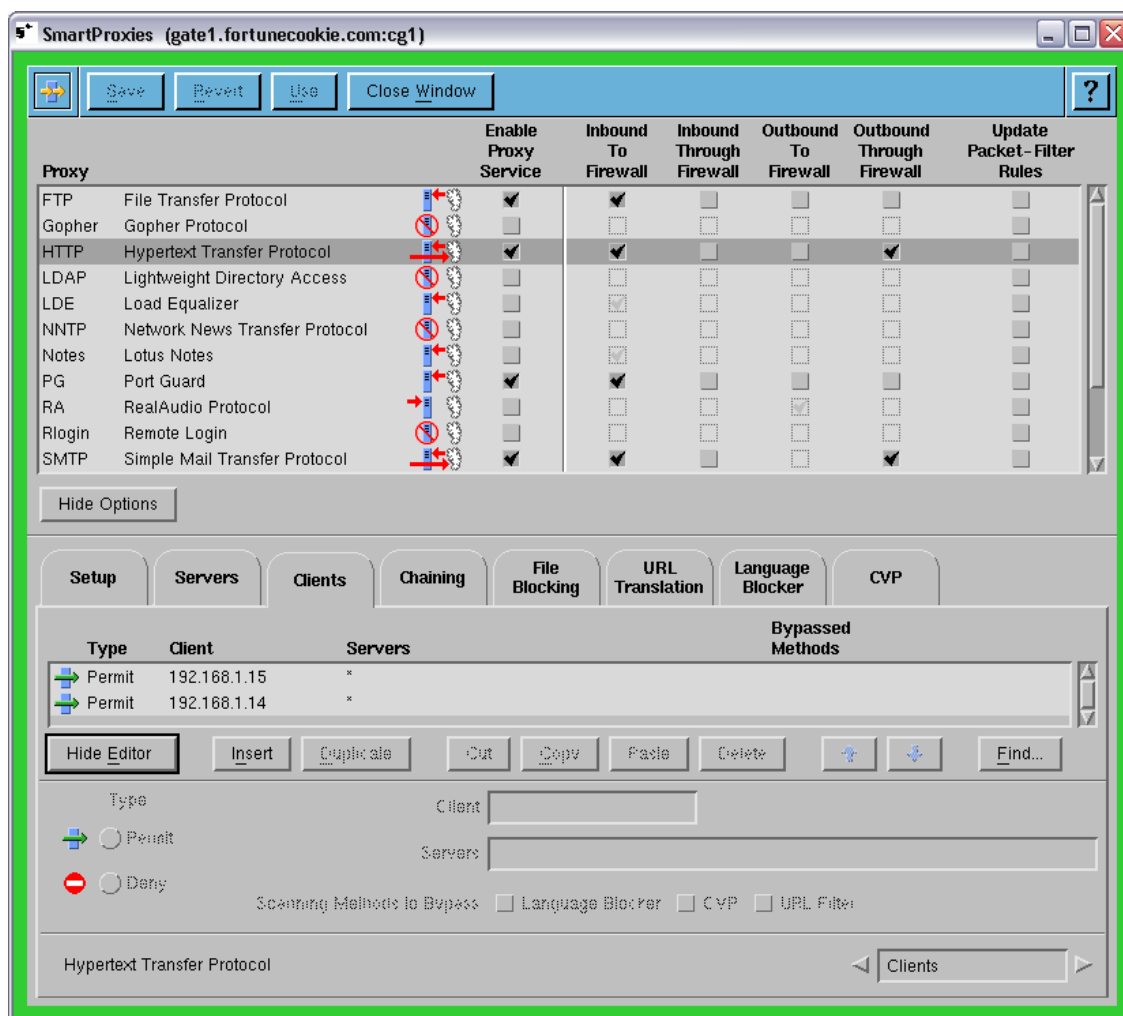 SmartProxies (gate1.fortunecookie.com:cg1)
Save Revert Use Close Window ?
Proxy Enable Proxy Service Inbound To Firewall Inbound Through Firewall Outbound To Firewall Outbound Through Firewall Update Packet-Filter Rules
FTP File Transfer Protocol
Gopher Gopher Protocol
HTTP Hypertext Transfer Protocol
LDAP Lightweight Directory Access
LDE Load Equalizer
NNTP Network News Transfer Protocol
Notes Lotus Notes
PG Port Guard
RA RealAudio Protocol
Rlogin Remote Login
SMTP Simple Mail Transfer Protocol
Hide Options
Setup Servers Clients Chaining File Blocking URL Translation Language Blocker CVP
Type Client Servers Bypassed Methods
Permit 192.168.1.15 *
Permit 192.168.1.14 *
Hide Editor Insert Duplicate Cut Copy Paste Delete Find...
Type Client
Permit
Servers
Deny
Scanning Methods to Bypass Language Blocker CVP URL Filter
Hypertext Transfer Protocol Clients